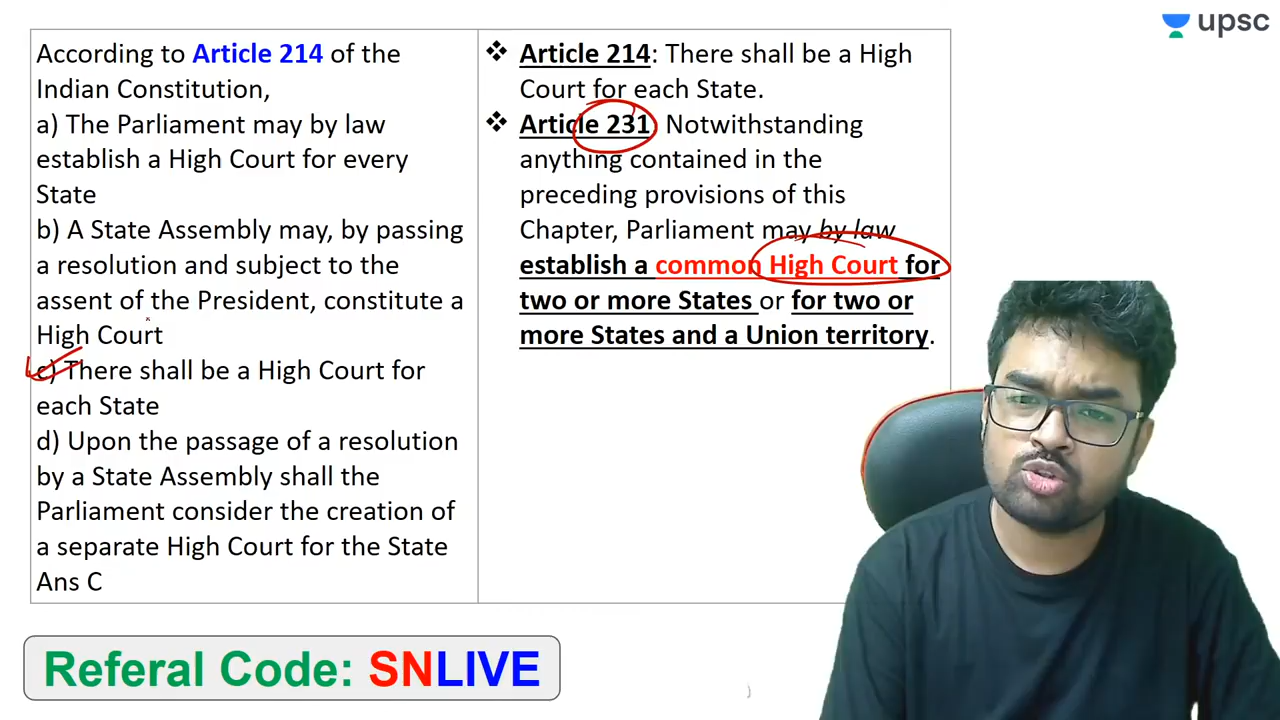 upsc
According to Article 214 of the
Indian Constitution,
a) The Parliament may by law
establish a High Court for every
State
b) A State Assembly may, by passing
a resolution and subject to the
assent of the President, constitute a
High Court
c) There shall be a High Court for
each State
d) Upon the passage of a resolution
by a State Assembly shall the
Parliament consider the creation of
a separate High Court for the State
Ans C
❖ Article 214: There shall be a High
Court for each State.
❖ Article 231: Notwithstanding
anything contained in the
preceding provisions of this
Chapter, Parliament may by law
establish a common High Court for
two or more States or for two or
more States and a Union territory.
Referal Code: SNLIVE